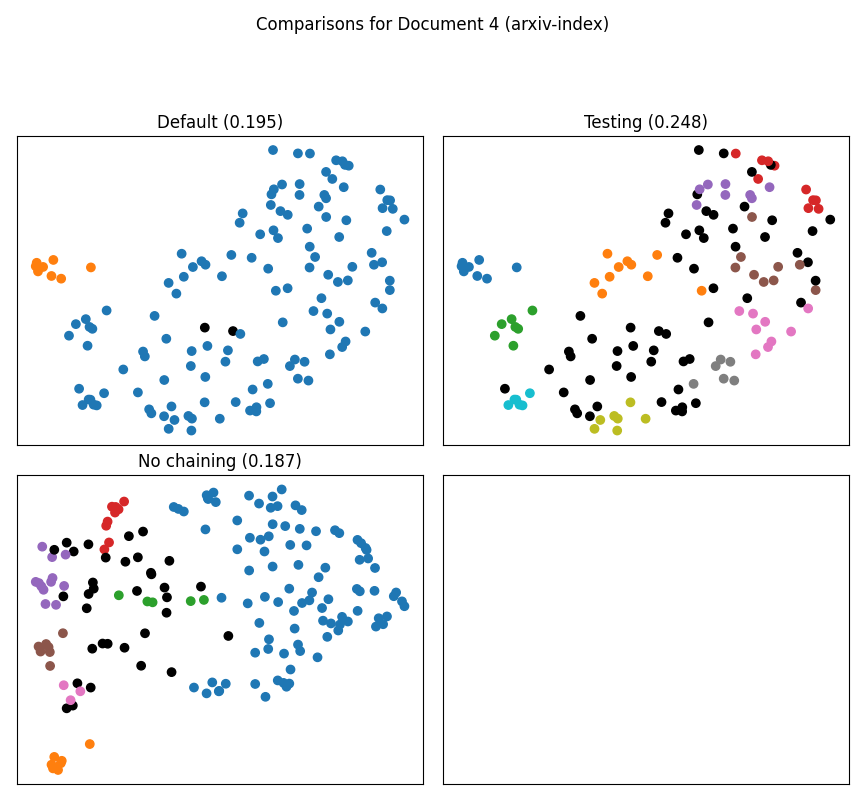 Comparisons for Document 4 (arxiv-index)
Default (0.195)
Testing (0.248)
No chaining (0.187)